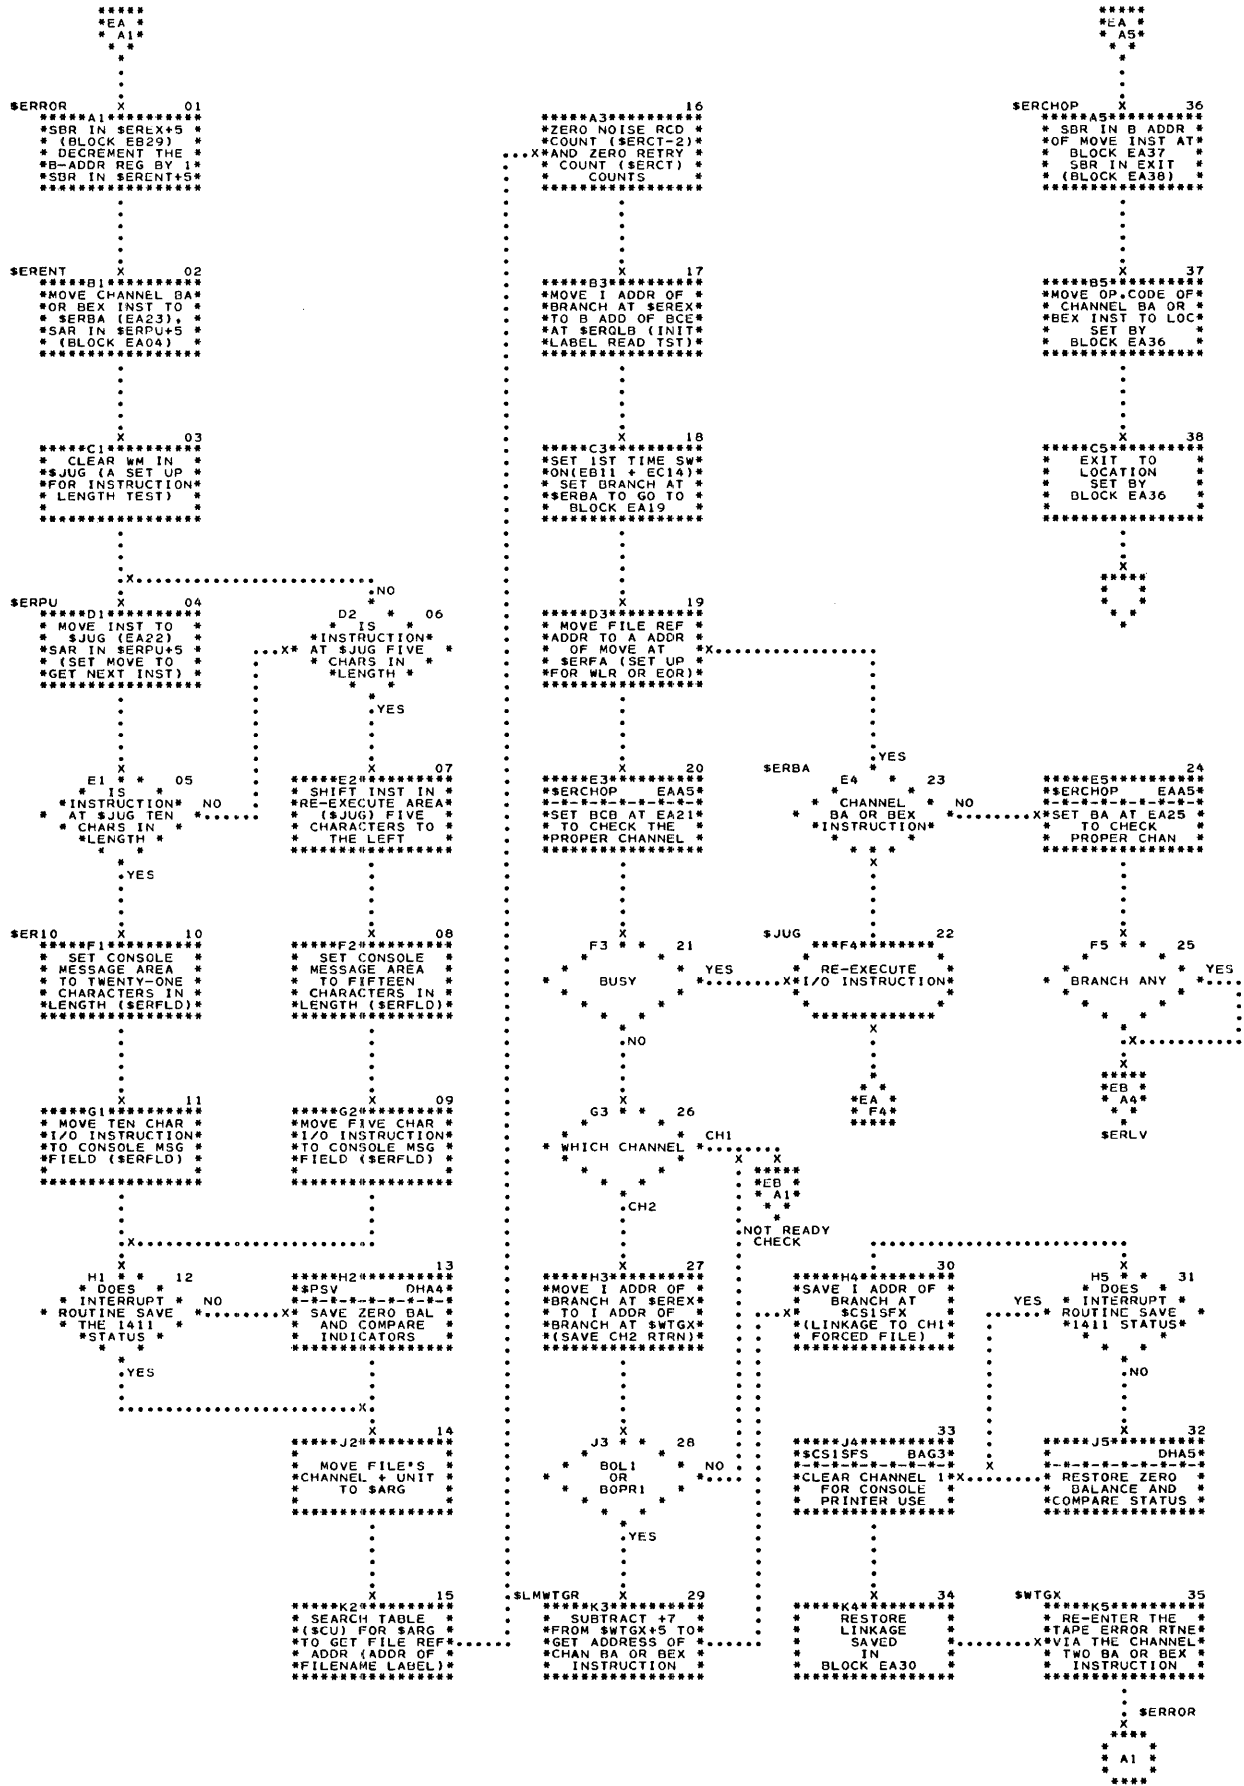 EA
A1
$ERROR
01
A1
SBR IN $EREX+5
(BLOCK EB29)
DECREMENT THE
B-ADDR REG BY 1
SBR IN $ERENT+5
$ERENT
02
B1
MOVE CHANNEL BA
OR BEX INST TO
$ERBA (EA23),
SAR IN $ERPU+5
(BLOCK EA04)
03
C1
CLEAR WM IN
$JUG (A SET UP
FOR INSTRUCTION
LENGTH TEST)
$ERPU
04
D1
MOVE INST TO
$JUG (EA22)
SAR IN $ERPU+5
(SET MOVE TO
GET NEXT INST)
E1
05
IS
INSTRUCTION
AT $JUG TEN
CHARS IN
LENGTH
NO
YES
NO
D2
06
IS
INSTRUCTION
AT $JUG FIVE
CHARS IN
LENGTH
YES
07
E2
SHIFT INST IN
RE-EXECUTE AREA
($JUG) FIVE
CHARACTERS TO
THE LEFT
$ER10
10
F1
SET CONSOLE
MESSAGE AREA
TO TWENTY-ONE
CHARACTERS IN
LENGTH ($ERFLD)
08
F2
SET CONSOLE
MESSAGE AREA
TO FIFTEEN
CHARACTERS IN
LENGTH ($ERFLD)
11
G1
MOVE TEN CHAR
I/O INSTRUCTION
TO CONSOLE MSG
FIELD ($ERFLD)
09
G2
MOVE FIVE CHAR
I/O INSTRUCTION
TO CONSOLE MSG
FIELD ($ERFLD)
H1
12
DOES
INTERRUPT
ROUTINE SAVE
THE 1411
STATUS
NO
YES
13
H2
$PSV DHA4
SAVE ZERO BAL
AND COMPARE
INDICATORS
14
J2
MOVE FILE'S
CHANNEL + UNIT
TO $ARG
15
K2
SEARCH TABLE
($CU) FOR $ARG
TO GET FILE REF
ADDR (ADDR OF
FILENAME LABEL)
16
A3
ZERO NOISE RCD
COUNT ($ERCT-2)
AND ZERO RETRY
COUNT ($ERCT)
COUNTS
17
B3
MOVE I ADDR OF
BRANCH AT $EREX
TO B ADD OF BCE
AT $ERQLB (INIT
LABEL READ TST)
18
C3
SET 1ST TIME SW
ON(EB11 + EC14)
SET BRANCH AT
$ERBA TO GO TO
BLOCK EA19
19
D3
MOVE FILE REF
ADDR TO A ADDR
OF MOVE AT
$ERFA (SET UP
FOR WLR OR EOR)
20
E3
$ERCHOP EAA5
SET BCB AT EA21
TO CHECK THE
PROPER CHANNEL
F3
21
BUSY
YES
NO
G3
26
WHICH CHANNEL
CH1
CH2
EB
A1
NOT READY
CHECK
27
H3
MOVE I ADDR OF
BRANCH AT $EREX
TO I ADDR OF
BRANCH AT $WTGX
(SAVE CH2 RTRN)
J3
28
BOL1
OR
BOPR1
NO
YES
$LMWTGR
29
K3
SUBTRACT +7
FROM $WTGX+5 TO
GET ADDRESS OF
CHAN BA OR BEX
INSTRUCTION
YES
$ERBA
E4
23
CHANNEL
BA OR BEX
INSTRUCTION
NO
$JUG
22
F4
RE-EXECUTE
I/O INSTRUCTION
EA
F4
30
H4
SAVE I ADDR OF
BRANCH AT
$CS1SFX
(LINKAGE TO CH1
FORCED FILE)
33
J4
$CS1SFS BAG3
CLEAR CHANNEL 1
FOR CONSOLE
PRINTER USE
34
K4
RESTORE
LINKAGE
SAVED
IN
BLOCK EA30
EA
A5
$ERCHOP
36
A5
SBR IN B ADDR
OF MOVE INST AT
BLOCK EA37
SBR IN EXIT
(BLOCK EA38)
37
B5
MOVE OP CODE OF
CHANNEL BA OR
BEX INST TO LOC
SET BY
BLOCK EA36
38
C5
EXIT TO
LOCATION
SET BY
BLOCK EA36
24
E5
$ERCHOP EAA5
SET BA AT EA25
TO CHECK
PROPER CHAN
F5
25
BRANCH ANY
YES
EB
A4
$ERLV
H5
31
DOES
INTERRUPT
ROUTINE SAVE
1411 STATUS
YES
NO
32
J5
DHA5
RESTORE ZERO
BALANCE AND
COMPARE STATUS
$WTGX
35
K5
RE-ENTER THE
TAPE ERROR RTNE
VIA THE CHANNEL
TWO BA OR BEX
INSTRUCTION
$ERROR
A1